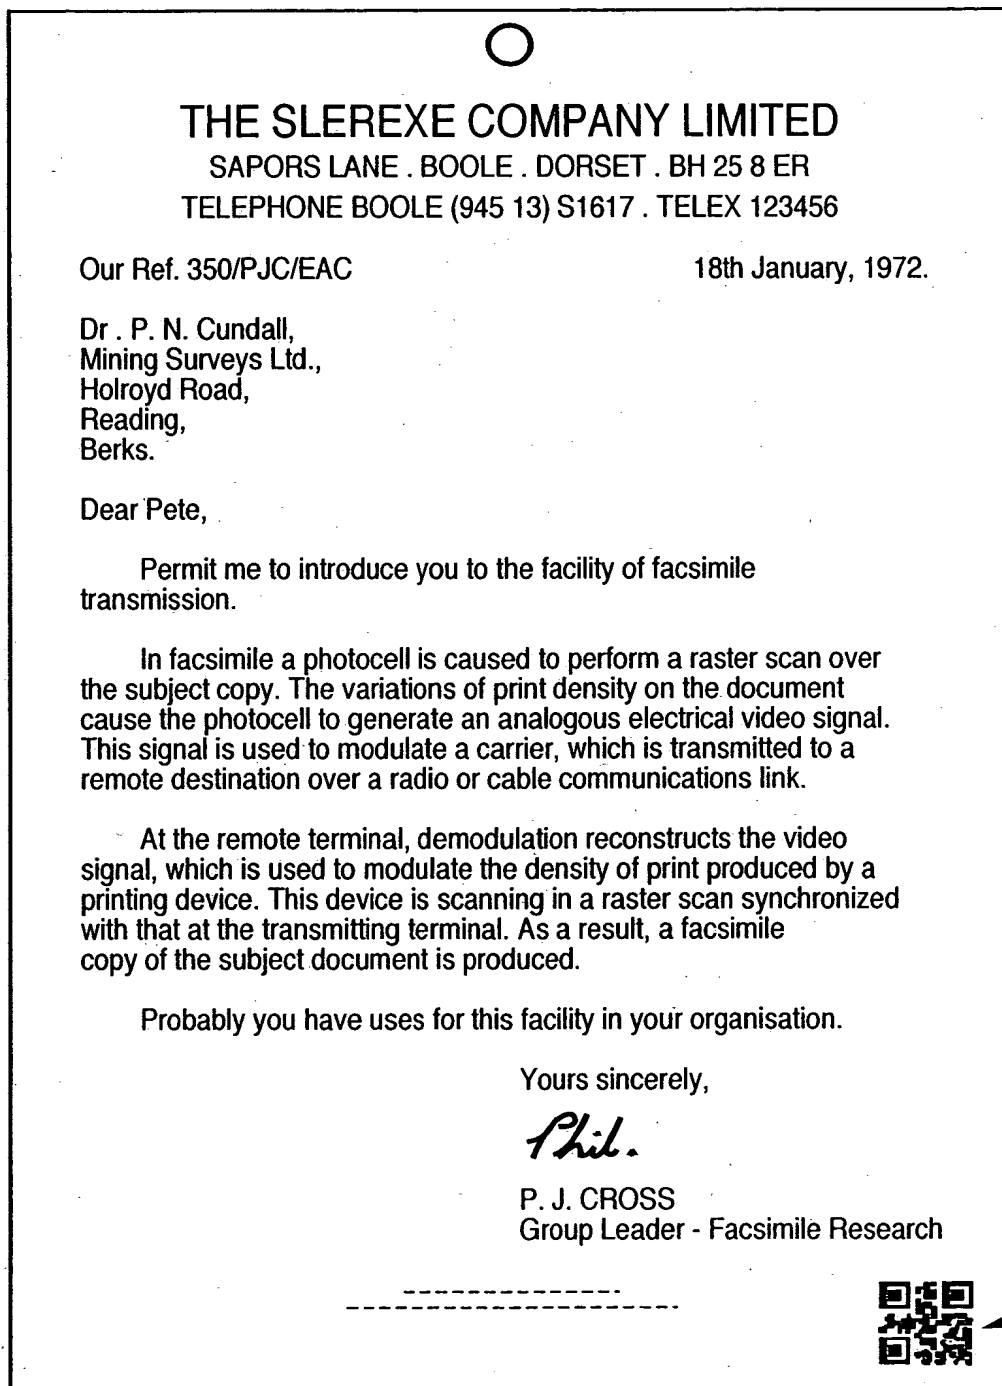 THE SLEREXE COMPANY LIMITED
SAPORS LANE . BOOLE . DORSET . BH 25 8 ER
TELEPHONE BOOLE (945 13) S1617 . TELEX 123456
Our Ref. 350/PJC/EAC 18th January, 1972.
Dr . P. N. Cundall,
Mining Surveys Ltd.,
Holroyd Road,
Reading,
Berks.
Dear Pete,
Permit me to introduce you to the facility of facsimile
transmission.
In facsimile a photocell is caused to perform a raster scan over
the subject copy. The variations of print density on the document
cause the photocell to generate an analogous electrical video signal.
This signal is used to modulate a carrier, which is transmitted to a
remote destination over a radio or cable communications link.
At the remote terminal, demodulation reconstructs the video
signal, which is used to modulate the density of print produced by a
printing device. This device is scanning in a raster scan synchronized
with that at the transmitting terminal. As a result, a facsimile
copy of the subject document is produced.
Probably you have uses for this facility in your organisation.
Yours sincerely,
Phil.
P. J. CROSS
Group Leader - Facsimile Research